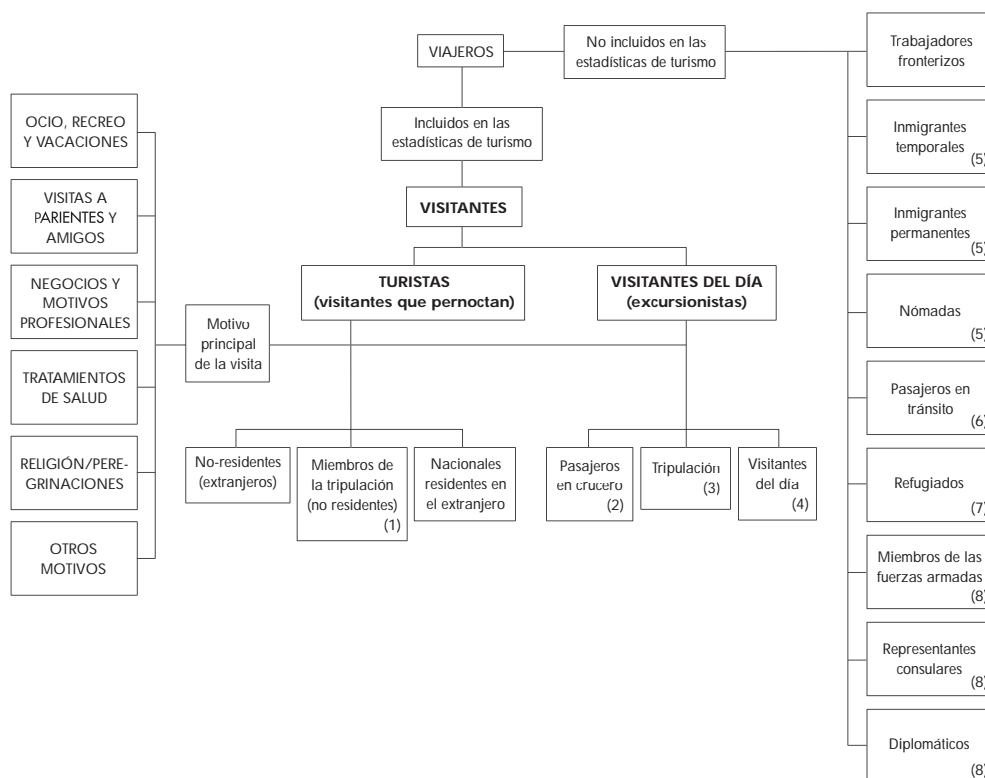 VIAJEROS
No incluidos en las
estadísticas de turismo
Incluidos en las
estadísticas de turismo
VISITANTES
TURISTAS
(visitantes que pernoctan)
VISITANTES DEL DÍA
(excursionistas)
Motivo
principal
de la visita
OCIO, RECREO
Y VACACIONES
VISITAS A
PARIENTES Y
AMIGOS
NEGOCIOS Y
MOTIVOS
PROFESIONALES
TRATAMIENTOS
DE SALUD
RELIGIÓN/PERE-
GRINACIONES
OTROS
MOTIVOS
No-residentes
(extranjeros)
Miembros de
la tripulación
(no residentes)
(1)
Nacionales
residentes en
el extranjero
Pasajeros
en crucero
(2)
Tripulación
(3)
Visitantes
del día
(4)
Trabajadores
fronterizos
Inmigrantes
temporales
(5)
Inmigrantes
permanentes
(5)
Nómadas
(5)
Pasajeros en
tránsito
(6)
Refugiados
(7)
Miembros de las
fuerzas armadas
(8)
Representantes
consulares
(8)
Diplomáticos
(8)